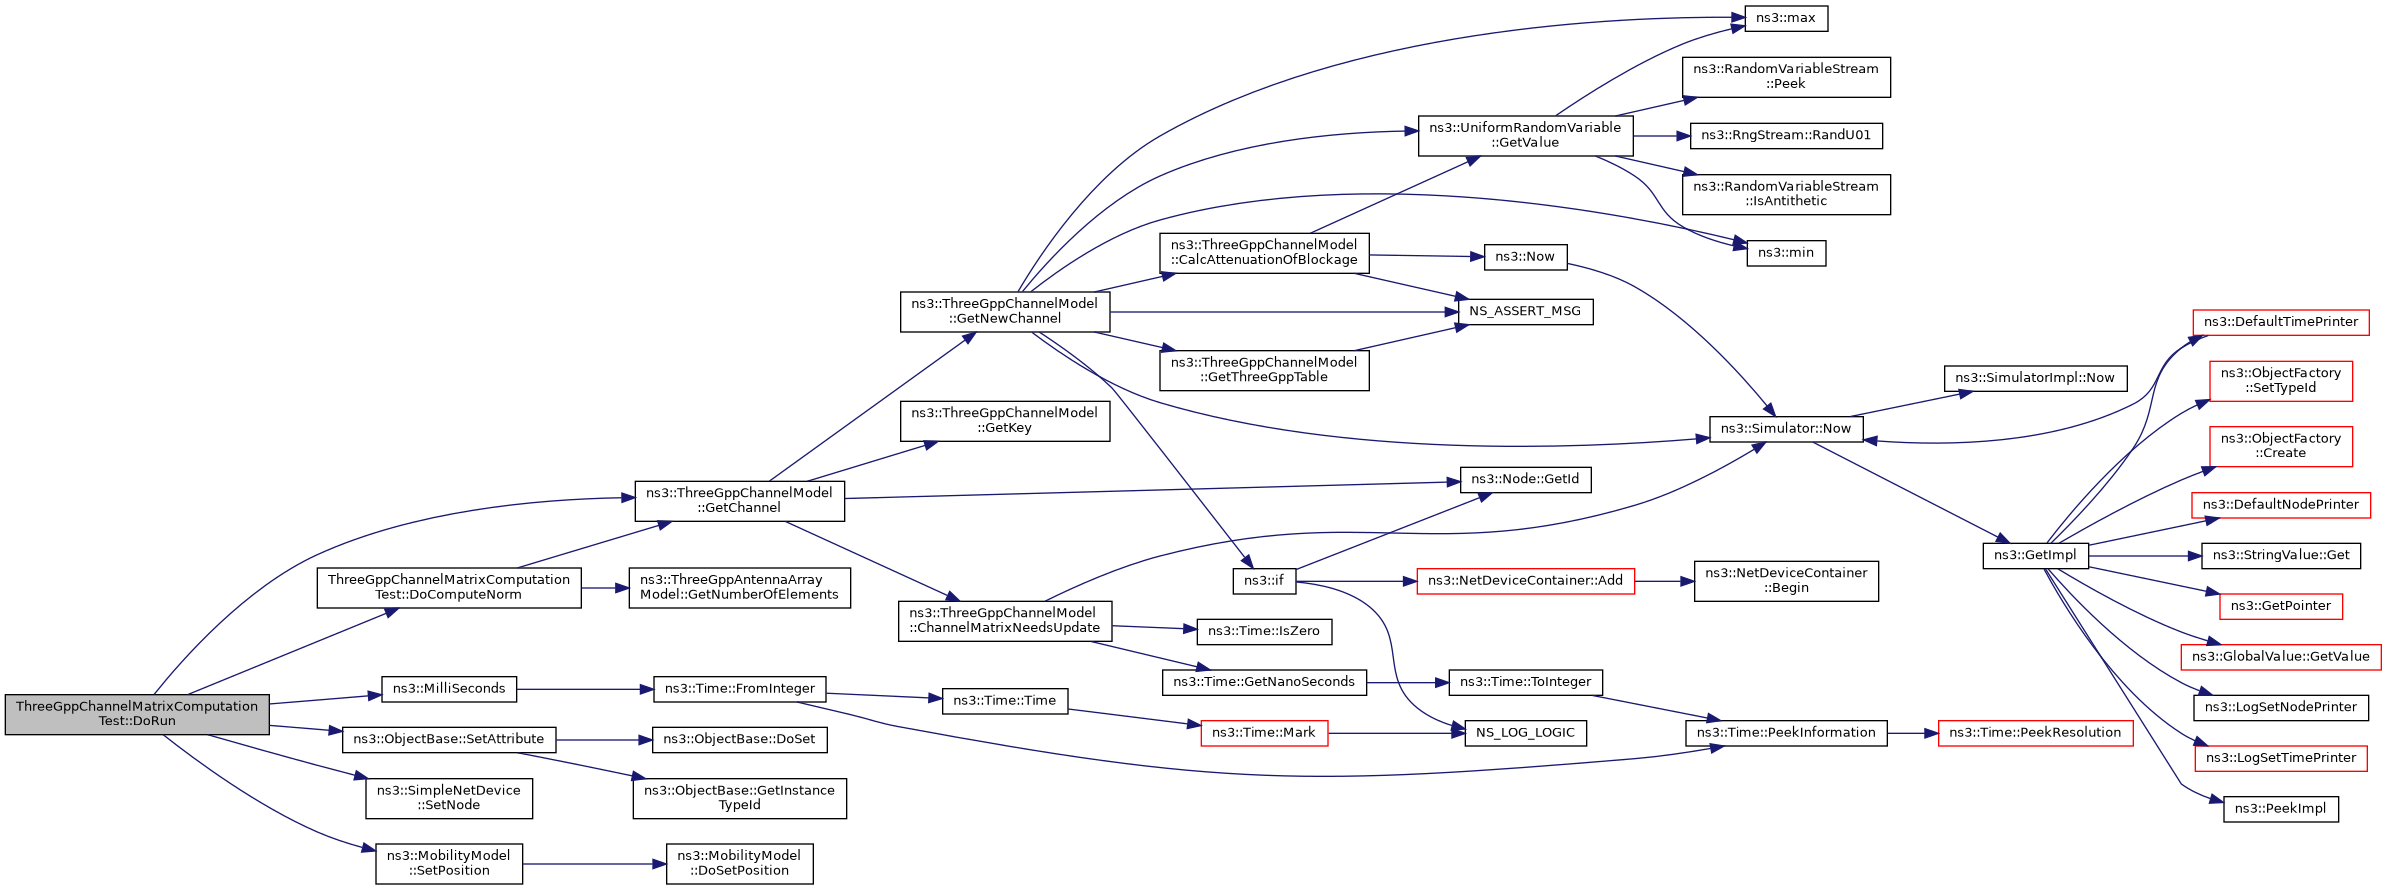 ThreeGppChannelMatrixComputation
Test::DoRun
ThreeGppChannelMatrixComputation
Test::DoComputeNorm
ns3::MilliSeconds
ns3::ObjectBase::SetAttribute
ns3::SimpleNetDevice
::SetNode
ns3::MobilityModel
::SetPosition
ns3::ThreeGppChannelModel
::GetChannel
ns3::ThreeGppAntennaArray
Model::GetNumberOfElements
ns3::Time::FromInteger
ns3::ObjectBase::DoSet
ns3::ObjectBase::GetInstance
TypeId
ns3::MobilityModel
::DoSetPosition
ns3::ThreeGppChannelModel
::GetNewChannel
ns3::ThreeGppChannelModel
::GetKey
ns3::ThreeGppChannelModel
::ChannelMatrixNeedsUpdate
ns3::Time::Time
ns3::ThreeGppChannelModel
::CalcAttenuationOfBlockage
ns3::ThreeGppChannelModel
::GetThreeGppTable
ns3::if
ns3::Time::IsZero
ns3::Time::GetNanoSeconds
ns3::Time::Mark
ns3::UniformRandomVariable
::GetValue
ns3::Now
NS_ASSERT_MSG
ns3::Node::GetId
ns3::NetDeviceContainer::Add
ns3::Time::ToInteger
NS_LOG_LOGIC
ns3::max
ns3::RandomVariableStream
::Peek
ns3::RngStream::RandU01
ns3::RandomVariableStream
::IsAntithetic
ns3::min
ns3::Simulator::Now
ns3::NetDeviceContainer
::Begin
ns3::Time::PeekInformation
ns3::SimulatorImpl::Now
ns3::GetImpl
ns3::Time::PeekResolution
ns3::DefaultTimePrinter
ns3::ObjectFactory
::SetTypeId
ns3::ObjectFactory
::Create
ns3::DefaultNodePrinter
ns3::StringValue::Get
ns3::GetPointer
ns3::GlobalValue::GetValue
ns3::LogSetNodePrinter
ns3::LogSetTimePrinter
ns3::PeekImpl